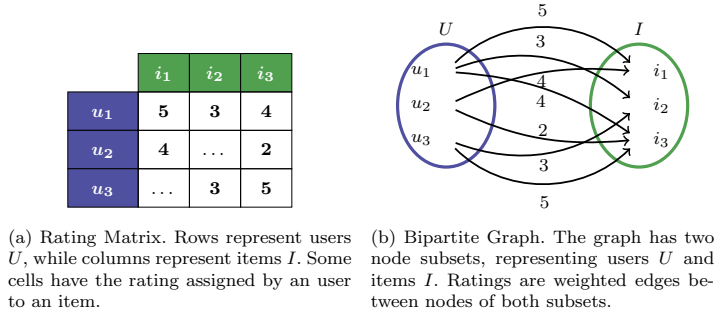 i1 i2 i3
u1 5 3 4
u2 4 ... 2
u3 ... 3 5
(a) Rating Matrix. Rows represent users
U, while columns represent items I. Some
cells have the rating assigned by an user
to an item.
5
U I
3
u1 i1
4
u2 4 i2
2
u3 i3
3
5
(b) Bipartite Graph. The graph has two
node subsets, representing users U and
items I. Ratings are weighted edges be-
tween nodes of both subsets.